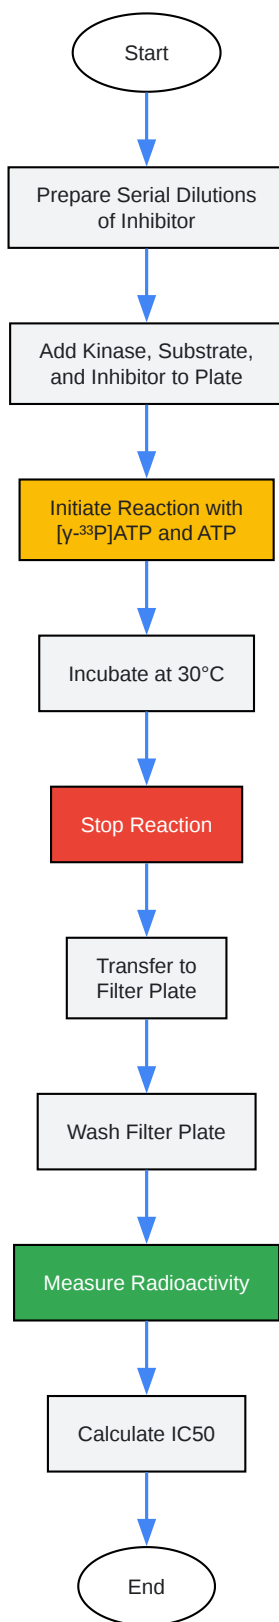 Start
Prepare Serial Dilutions
of Inhibitor
Add Kinase, Substrate,
and Inhibitor to Plate
Initiate Reaction with
[γ-³³P]ATP and ATP
Incubate at 30°C
Stop Reaction
Transfer to
Filter Plate
Wash Filter Plate
Measure Radioactivity
Calculate IC50
End